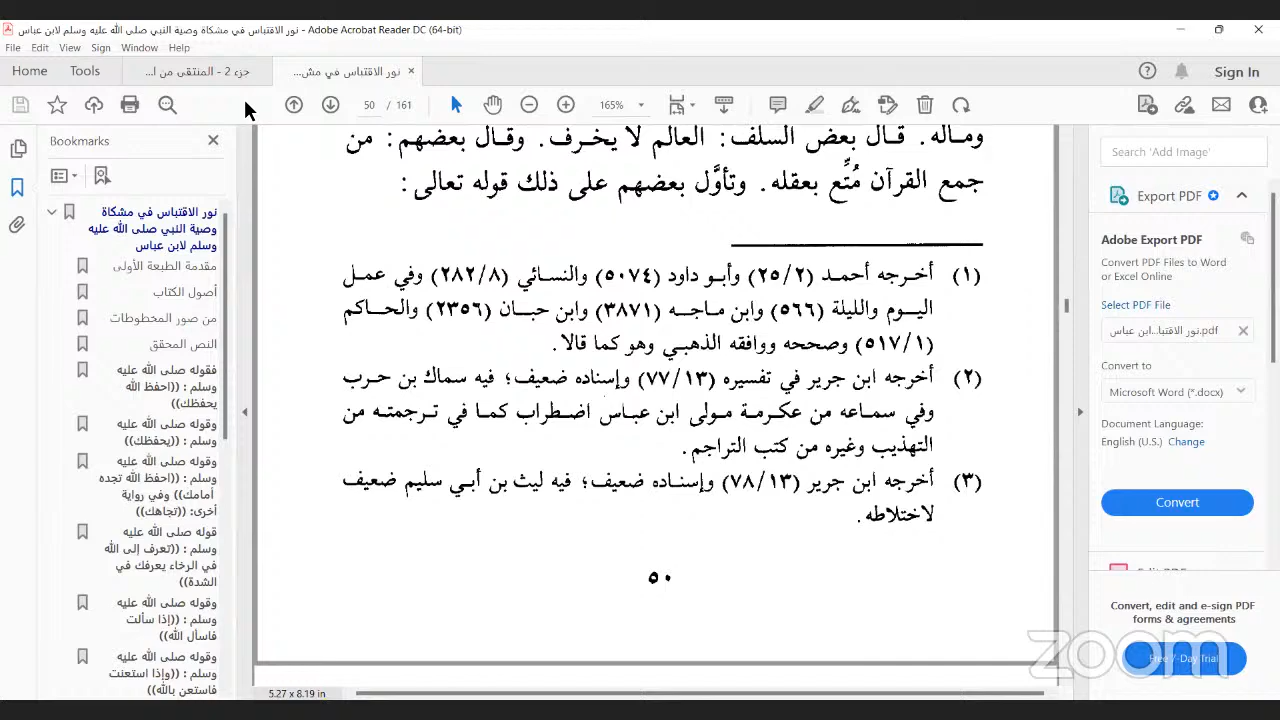 نور الاقتباس في مشكاة وصية النبي صلى الله عليه وسلم لابن عباس - Adobe Acrobat Reader DC (64-bit)
File Edit View Sign Window Help
Home Tools
جزء 2 - المنتقى من ا...
نور الاقتباس في مش... ×
Sign In
50 / 161
165%
Bookmarks
نور الاقتباس في مشكاة
وصية النبي صلى الله عليه
وسلم لابن عباس
مقدمة الطبعة الأولى
أصول الكتاب
من صور المخطوطات
النص المحقق
فقوله صلى الله عليه
وسلم : ((احفظ الله
يحفظك))
وقوله صلى الله عليه
وسلم : ((يحفظك))
وقوله صلى الله عليه
وسلم : ((احفظ الله تجده
أمامك)) وفي رواية
أخرى: ((تجاهك))
قوله صلى الله عليه
وسلم : ((تعرف إلى الله
في الرخاء يعرفك في
الشدة))
وقوله صلى الله عليه
وسلم : ((إذا سألت
فاسأل الله))
وقوله صلى الله عليه
وسلم : ((وإذا استعنت
فاستعن بالله))
وماله. قال بعض السلف: العالم لا يخرف. وقال بعضهم: من
جمع القرآن مُتِّع بعقله. وتأوَّل بعضهم على ذلك قوله تعالى:
(١) أخرجه أحمد (٢٥/٢) وأبو داود (٥٠٧٤) والنسائي (٢٨٢/٨) وفي عمل
اليوم والليلة (٥٦٦) وابن ماجه (٣٨٧١) وابن حبان (٢٣٥٦) والحاكم
(٥١٧/١) وصححه ووافقه الذهبي وهو كما قالا.
(٢) أخرجه ابن جرير في تفسيره (٧٧/١٣) وإسناده ضعيف؛ فيه سماك بن حرب
وفي سماعه من عكرمة مولى ابن عباس اضطراب كما في ترجمته من
التهذيب وغيره من كتب التراجم.
(٣) أخرجه ابن جرير (٧٨/١٣) وإسناده ضعيف؛ فيه ليث بن أبي سليم ضعيف
لاختلاطه.
٥٠
5.27 x 8.19 in
Search 'Add Image'
Export PDF
Adobe Export PDF
Convert PDF Files to Word
or Excel Online
Select PDF File
نور الاقتبا...ابن عباس.pdf
Convert to
Microsoft Word (*.docx)
Document Language:
English (U.S.) Change
Convert
Convert, edit and e-sign PDF
forms & agreements
Free 7-Day Trial
zoom